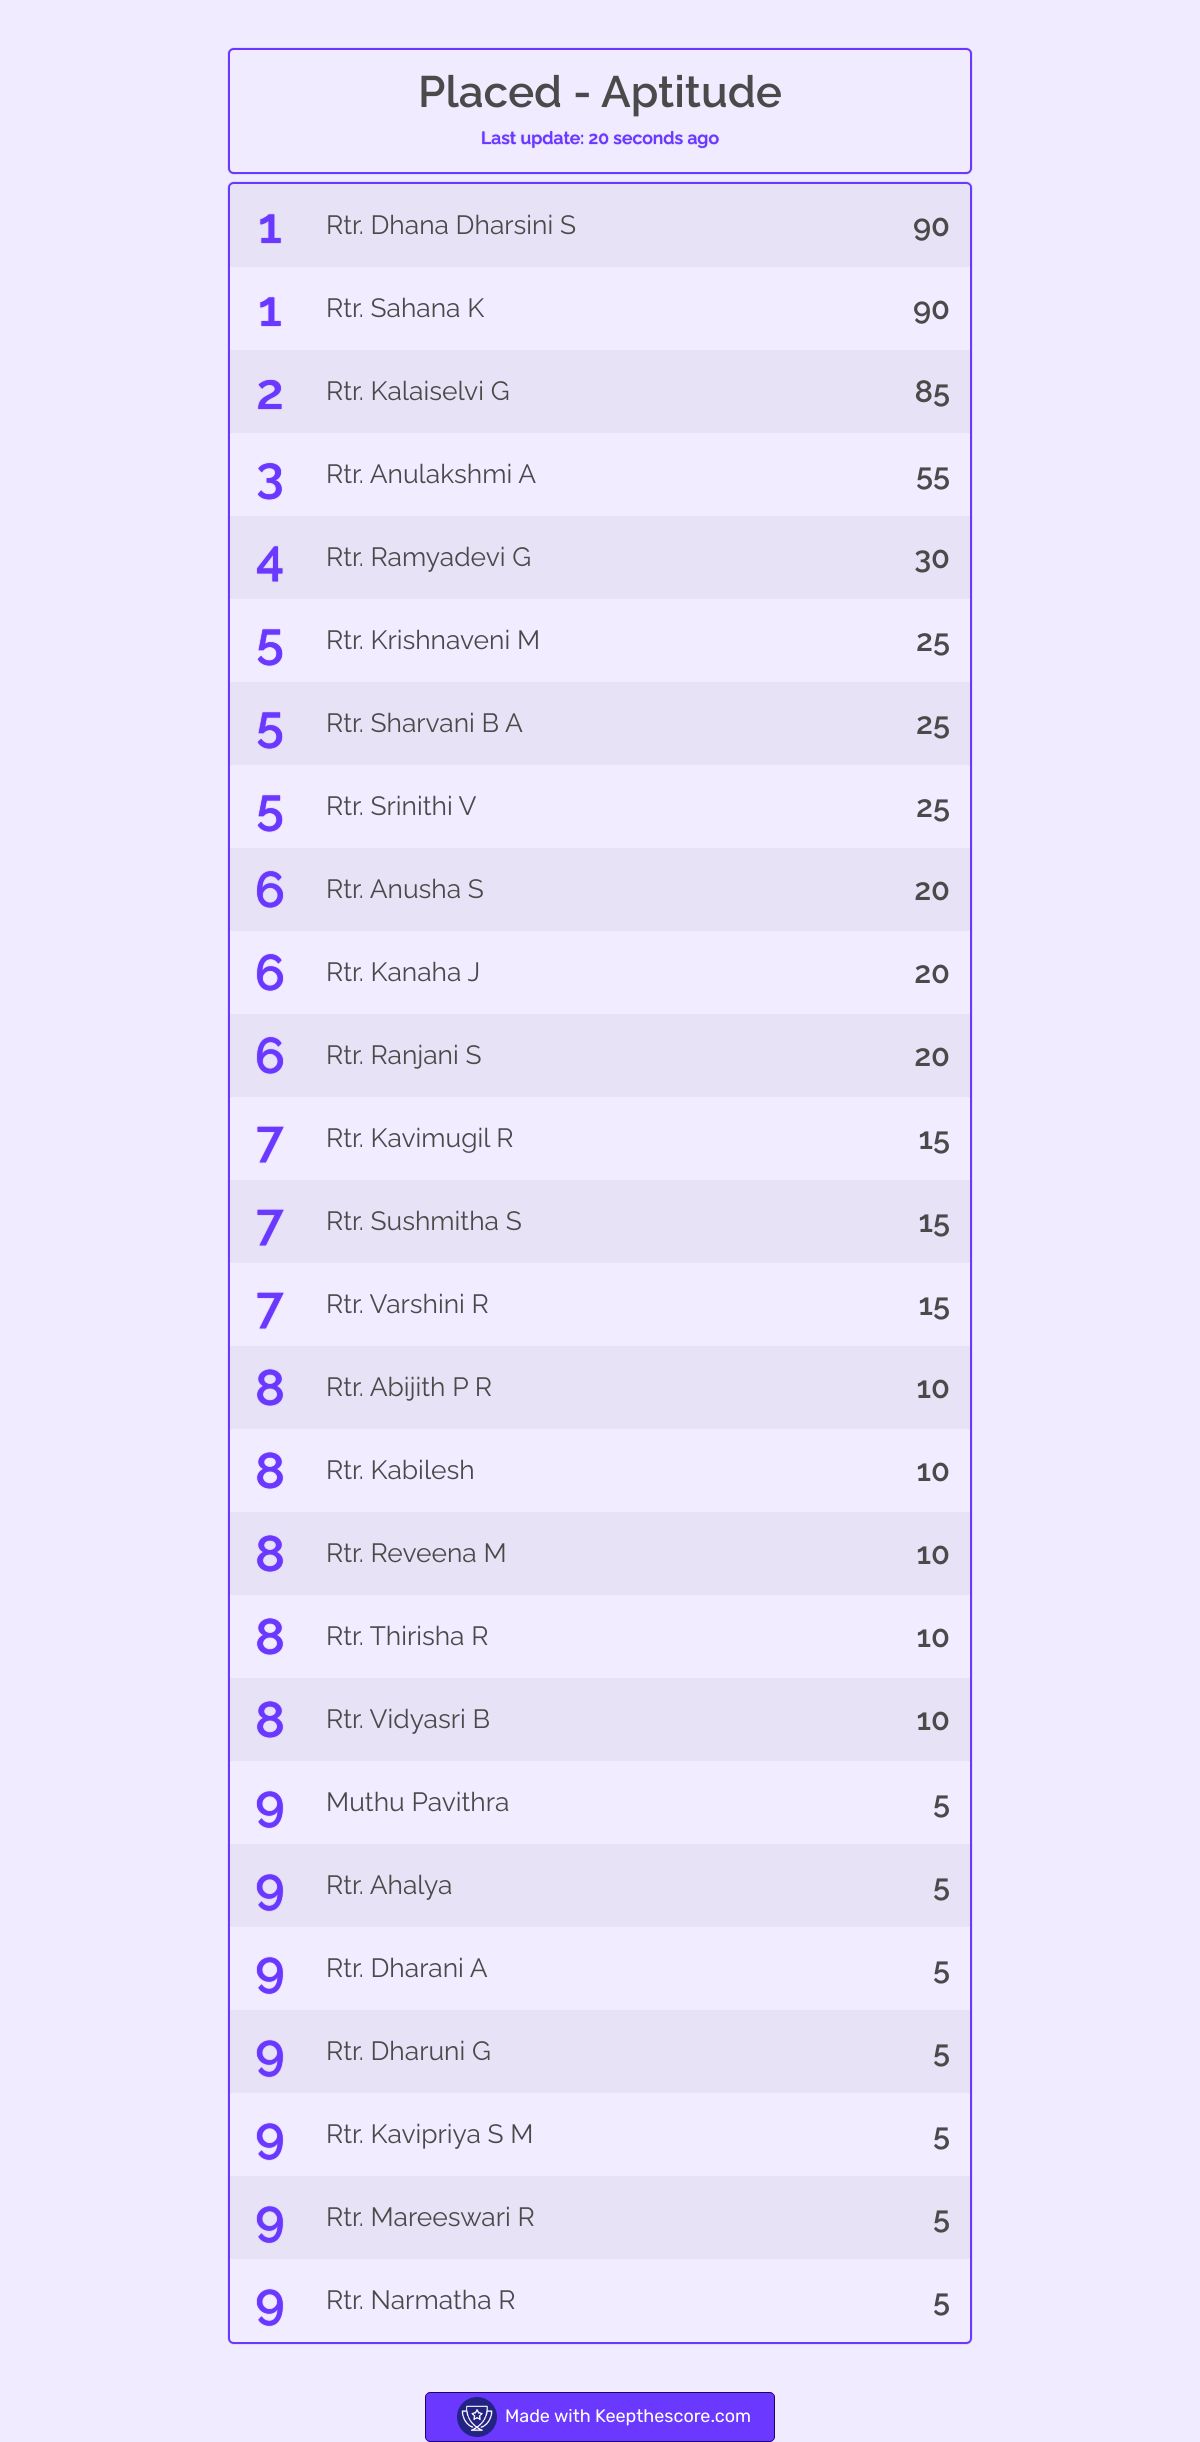 Placed - Aptitude
Last update: 20 seconds ago
1 Rtr. Dhana Dharsini S 90
1 Rtr. Sahana K 90
2 Rtr. Kalaiselvi G 85
3 Rtr. Anulakshmi A 55
4 Rtr. Ramyadevi G 30
5 Rtr. Krishnaveni M 25
5 Rtr. Sharvani B A 25
5 Rtr. Srinithi V 25
6 Rtr. Anusha S 20
6 Rtr. Kanaha J 20
6 Rtr. Ranjani S 20
7 Rtr. Kavimugil R 15
7 Rtr. Sushmitha S 15
7 Rtr. Varshini R 15
8 Rtr. Abijith P R 10
8 Rtr. Kabilesh 10
8 Rtr. Reveena M 10
8 Rtr. Thirisha R 10
8 Rtr. Vidyasri B 10
9 Muthu Pavithra 5
9 Rtr. Ahalya 5
9 Rtr. Dharani A 5
9 Rtr. Dharuni G 5
9 Rtr. Kavipriya S M 5
9 Rtr. Mareeswari R 5
9 Rtr. Narmatha R 5
Made with Keepthescore.com